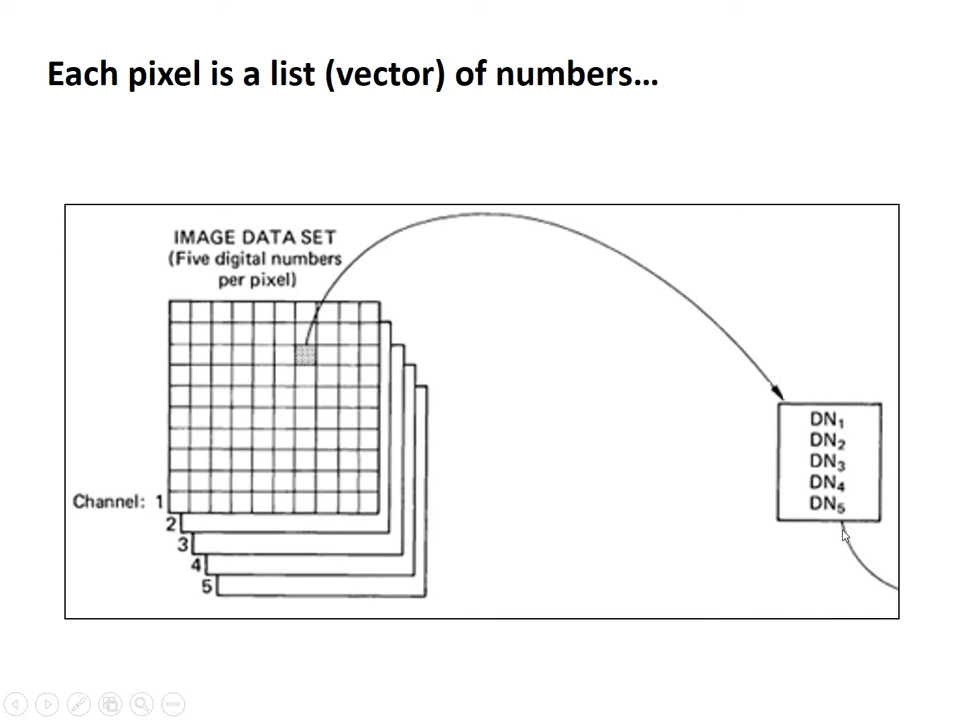 Each pixel is a list (vector) of numbers…
IMAGE DATA SET
(Five digital numbers
per pixel)
Channel: 1
2
3
4
5
DN₁
DN₂
DN₃
DN₄
DN₅